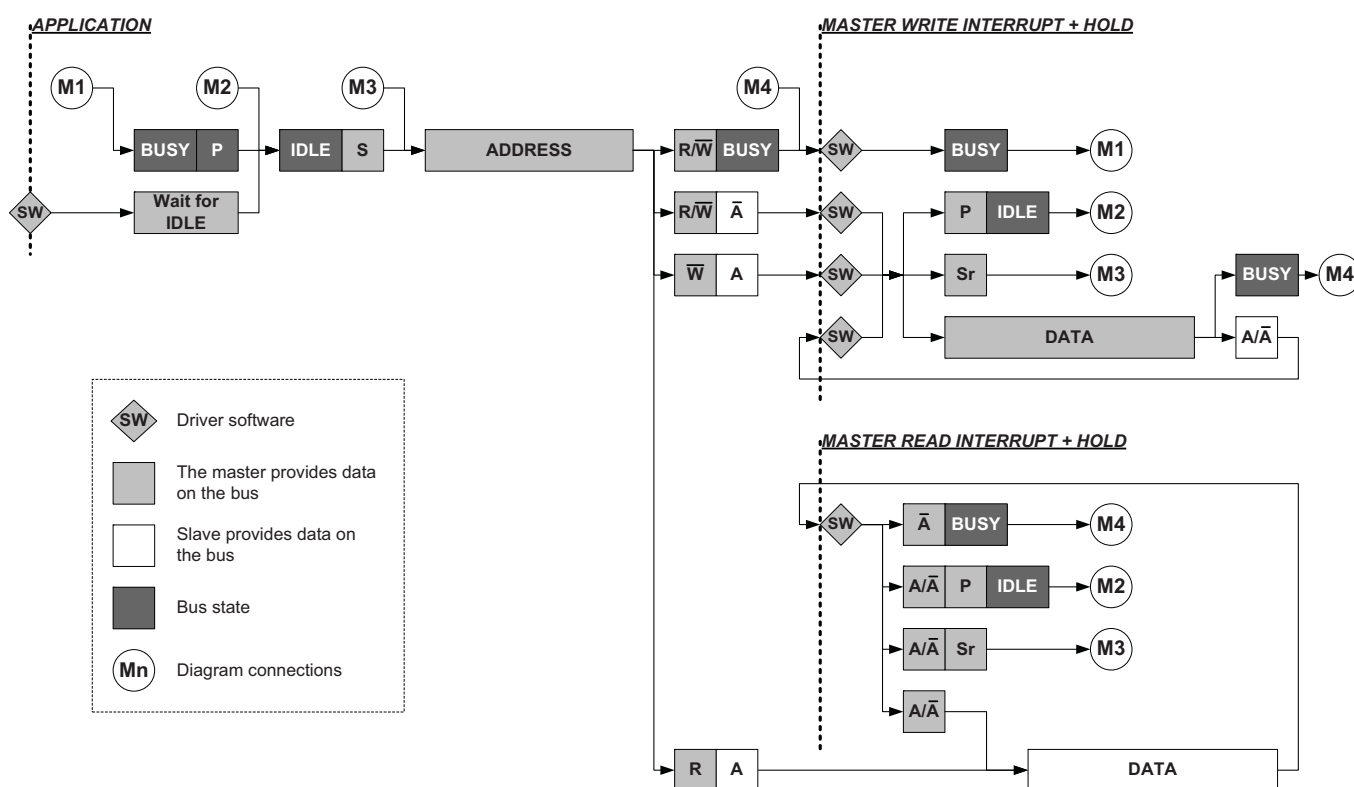 APPLICATION
MASTER WRITE INTERRUPT + HOLD
M1
M2
M3
M4
BUSY P
IDLE S
ADDRESS
R/W̅ BUSY
SW
BUSY
M1
SW
Wait for
IDLE
R/W̅ A̅
SW
P IDLE
M2
W̅ A
SW
Sr
M3
BUSY
M4
SW
DATA
A/A̅
SW
Driver software
The master provides data
on the bus
Slave provides data on
the bus
Bus state
Mn
Diagram connections
MASTER READ INTERRUPT + HOLD
SW
A̅ BUSY
M4
A/A̅ P IDLE
M2
A/A̅ Sr
M3
A/A̅
R A
DATA